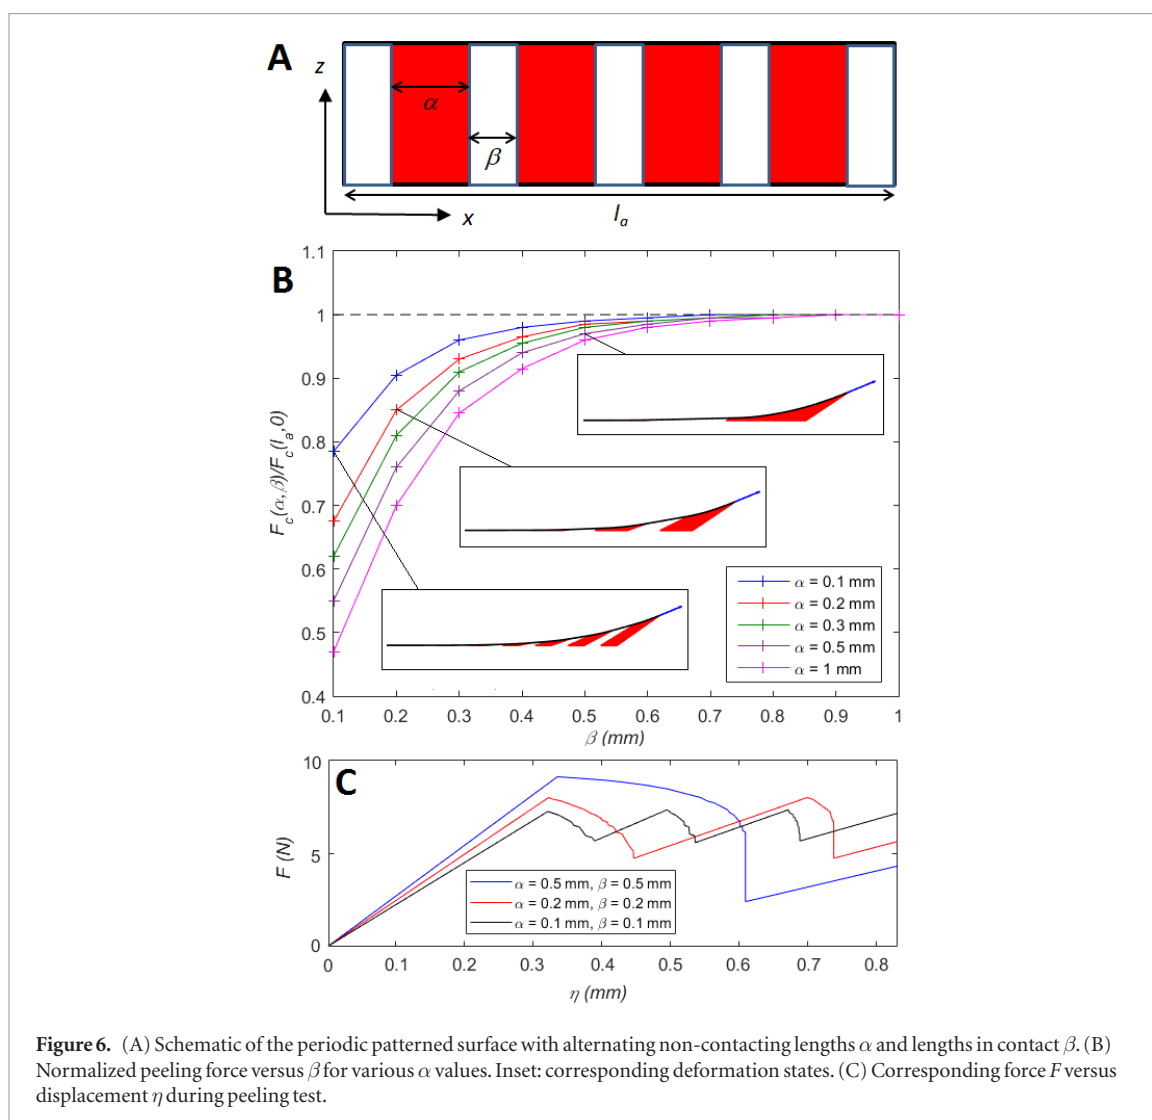 A
z
α
β
l_a
x
B
1.1
1
0.9
0.8
0.7
0.6
0.5
0.4
F_c(α,β)/F_c(l_a,0)
α = 0.1 mm
α = 0.2 mm
α = 0.3 mm
α = 0.5 mm
α = 1 mm
0.1 0.2 0.3 0.4 0.5 0.6 0.7 0.8 0.9 1
β (mm)
C
10
5
0
F (N)
α = 0.5 mm, β = 0.5 mm
α = 0.2 mm, β = 0.2 mm
α = 0.1 mm, β = 0.1 mm
0 0.1 0.2 0.3 0.4 0.5 0.6 0.7 0.8
η (mm)
Figure 6. (A) Schematic of the periodic patterned surface with alternating non-contacting lengths α and lengths in contact β. (B)
Normalized peeling force versus β for various α values. Inset: corresponding deformation states. (C) Corresponding force F versus
displacement η during peeling test.